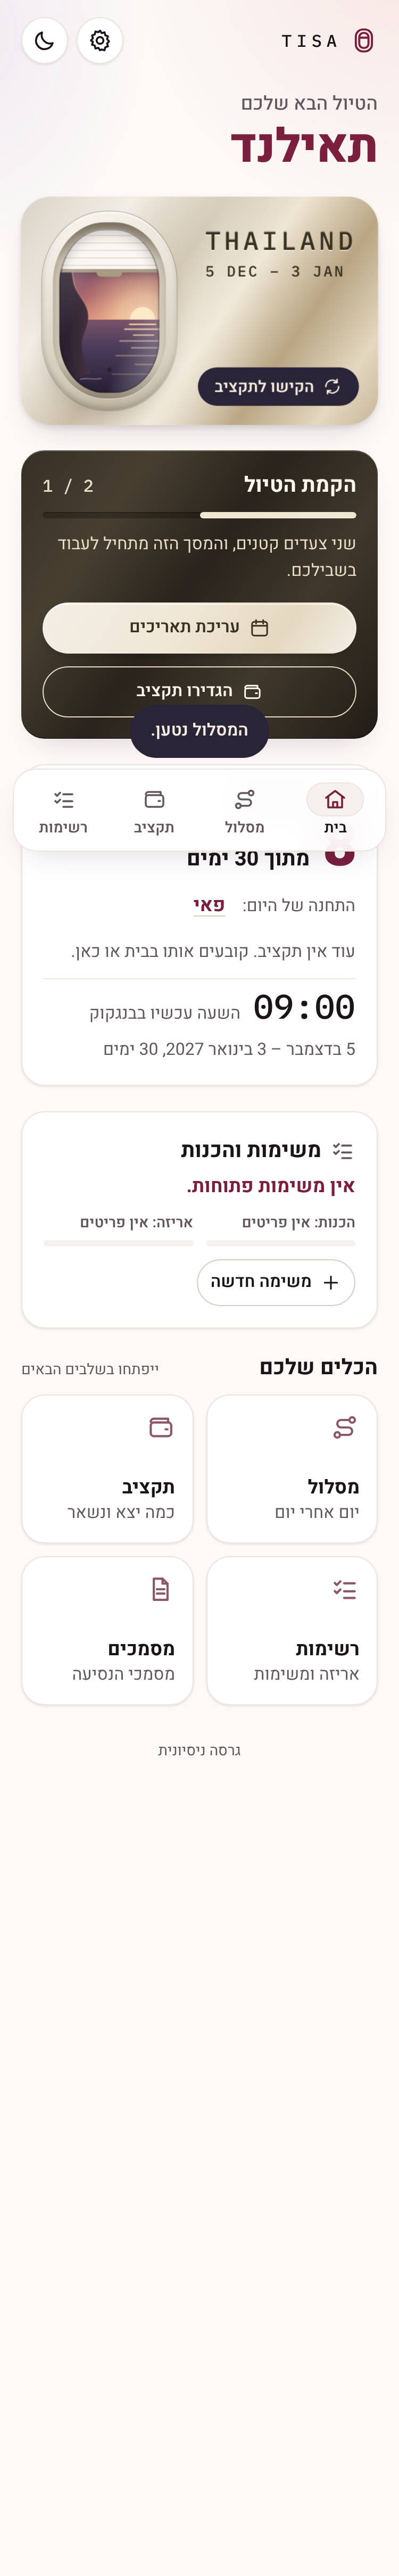 TISA
הטיול הבא שלכם
תאילנד
THAILAND
5 DEC – 3 JAN
הקישו לתקציב
הקמת הטיול
1 / 2
שני צעדים קטנים, והמסך הזה מתחיל לעבוד
בשבילכם.
עריכת תאריכים
הגדירו תקציב
המסלול נטען.
בית
מסלול
תקציב
רשימות
מתוך 30 ימים
התחנה של היום: פאי
עוד אין תקציב. קובעים אותו בבית או כאן.
09:00 השעה עכשיו בבנגקוק
5 בדצמבר – 3 בינואר 2027, 30 ימים
משימות והכנות
אין משימות פתוחות.
הכנות: אין פריטים
אריזה: אין פריטים
משימה חדשה
הכלים שלכם
ייפתחו בשלבים הבאים
מסלול
יום אחרי יום
תקציב
כמה יצא ונשאר
רשימות
אריזה ומשימות
מסמכים
מסמכי הנסיעה
גרסה ניסיונית